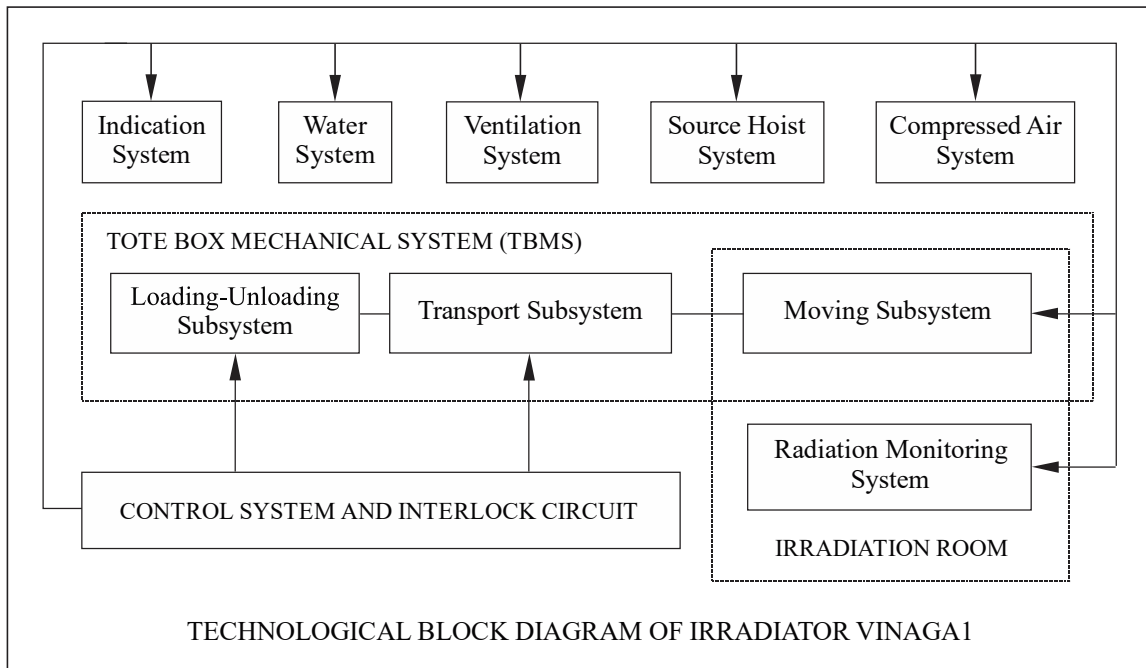 Indication
System
Water
System
Ventilation
System
Source Hoist
System
Compressed Air
System
TOTE BOX MECHANICAL SYSTEM (TBMS)
Loading-Unloading
Subsystem
Transport Subsystem
Moving Subsystem
Radiation Monitoring
System
CONTROL SYSTEM AND INTERLOCK CIRCUIT
IRRADIATION ROOM
TECHNOLOGICAL BLOCK DIAGRAM OF IRRADIATOR VINAGA1